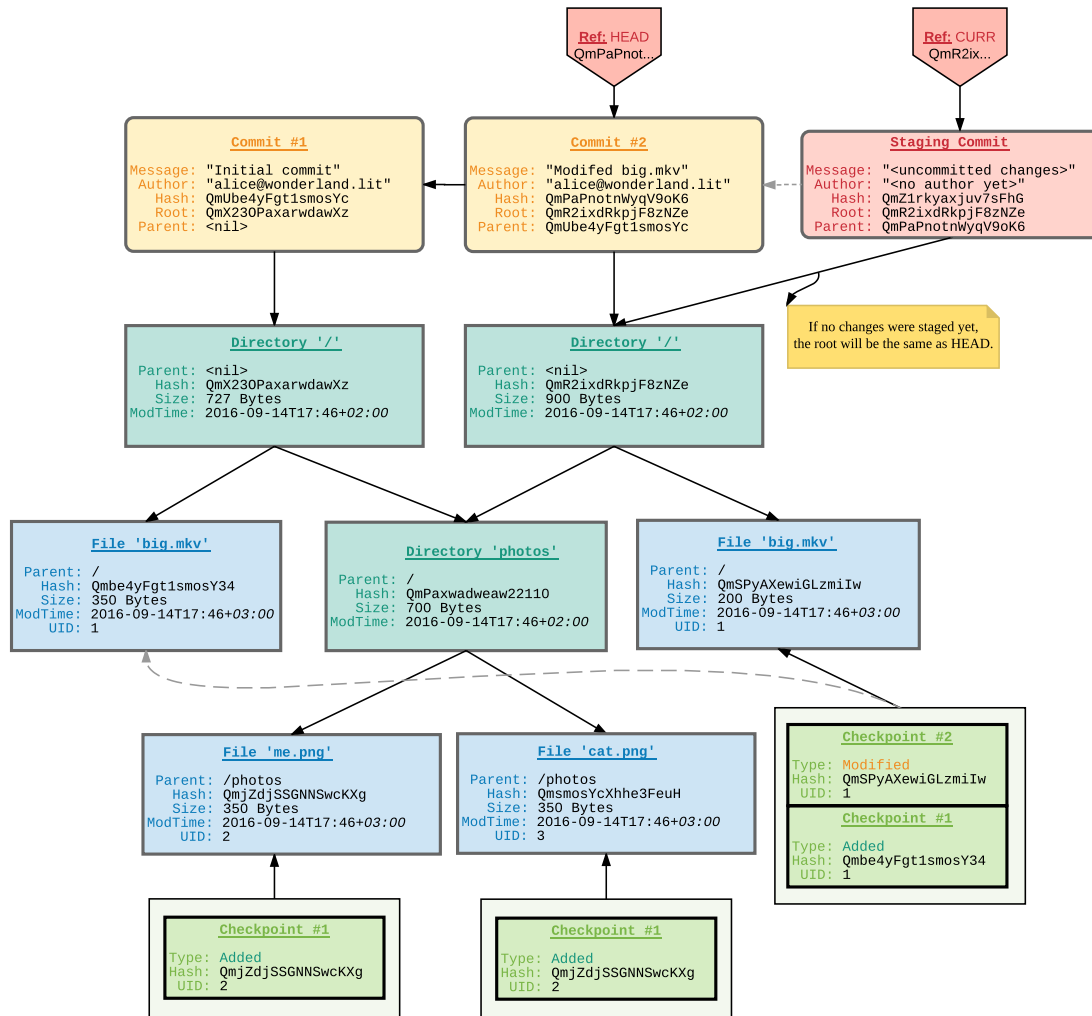 Ref: HEAD
QmPaPnot...
Ref: CURR
QmR2ix...
Commit #1
Message: "Initial commit"
Author: "alice@wonderland.lit"
Hash: QmUbe4yFgt1smosYc
Root: QmX23OPaxarwdawXz
Parent: <nil>
Commit #2
Message: "Modifed big.mkv"
Author: "alice@wonderland.lit"
Hash: QmPaPnotnWyqV9oK6
Root: QmR2ixdRkpjF8zNZe
Parent: QmUbe4yFgt1smosYc
Staging Commit
Message: "<uncommitted changes>"
Author: "<no author yet>"
Hash: QmZ1rkyaxjuv7sFhG
Root: QmR2ixdRkpjF8zNZe
Parent: QmPaPnotnWyqV9oK6
If no changes were staged yet,
the root will be the same as HEAD.
Directory '/'
Parent: <nil>
Hash: QmX23OPaxarwdawXz
Size: 727 Bytes
ModTime: 2016-09-14T17:46+02:00
Directory '/'
Parent: <nil>
Hash: QmR2ixdRkpjF8zNZe
Size: 900 Bytes
ModTime: 2016-09-14T17:46+02:00
File 'big.mkv'
Parent: /
Hash: Qmbe4yFgt1smosY34
Size: 350 Bytes
ModTime: 2016-09-14T17:46+03:00
UID: 1
Directory 'photos'
Parent: /
Hash: QmPaxwadweaw22110
Size: 700 Bytes
ModTime: 2016-09-14T17:46+02:00
File 'big.mkv'
Parent: /
Hash: QmSPyAXewiGLzmiIw
Size: 200 Bytes
ModTime: 2016-09-14T17:46+03:00
UID: 1
File 'me.png'
Parent: /photos
Hash: QmjZdjSSGNNSwcKXg
Size: 350 Bytes
ModTime: 2016-09-14T17:46+03:00
UID: 2
File 'cat.png'
Parent: /photos
Hash: QmsmosYcXhhe3FeuH
Size: 350 Bytes
ModTime: 2016-09-14T17:46+03:00
UID: 3
Checkpoint #2
Type: Modified
Hash: QmSPyAXewiGLzmiIw
UID: 1
Checkpoint #1
Type: Added
Hash: Qmbe4yFgt1smosY34
UID: 1
Checkpoint #1
Type: Added
Hash: QmjZdjSSGNNSwcKXg
UID: 2
Checkpoint #1
Type: Added
Hash: QmjZdjSSGNNSwcKXg
UID: 2